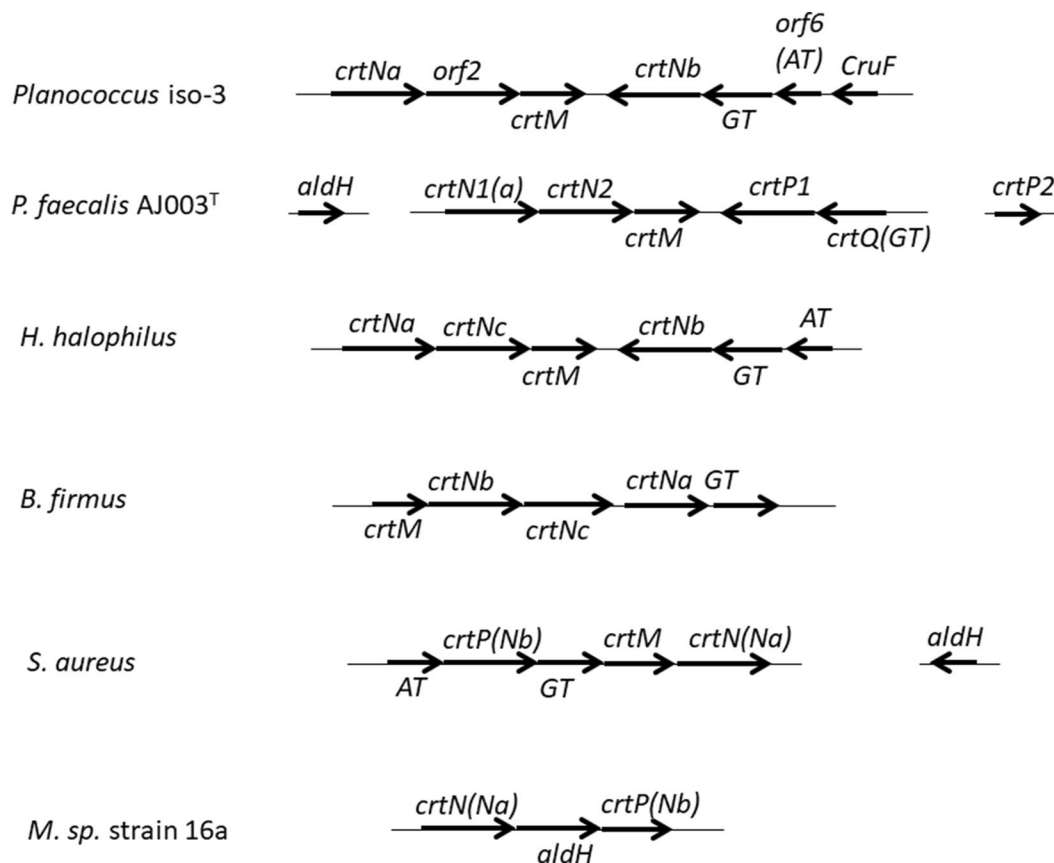 orf6
crtNa orf2 crtNb (AT) CruF
Planococcus iso-3
crtM GT
aldH crtN1(a) crtN2 crtP1 crtP2
P. faecalis AJ003ᵀ
crtM crtQ(GT)
crtNa crtNc crtNb AT
H. halophilus
crtM GT
crtNb crtNa GT
B. firmus
crtM crtNc
crtP(Nb) crtM crtN(Na) aldH
S. aureus
AT GT
crtN(Na) crtP(Nb)
M. sp. strain 16a
aldH